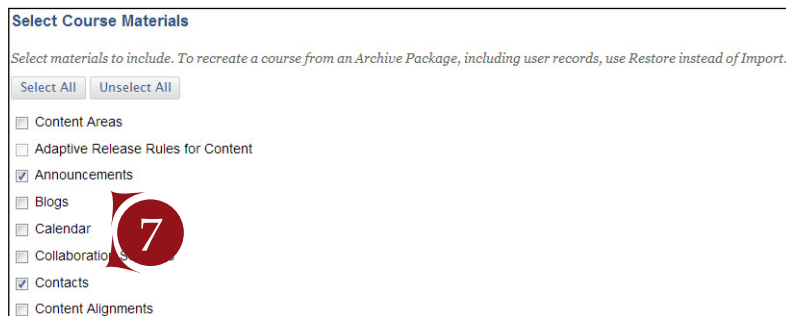 Select Course Materials
Select materials to include. To recreate a course from an Archive Package, including user records, use Restore instead of Import.
Select All Unselect All
Content Areas
Adaptive Release Rules for Content
Announcements
Blogs
Calendar
7
Collaboration
Contacts
Content Alignments